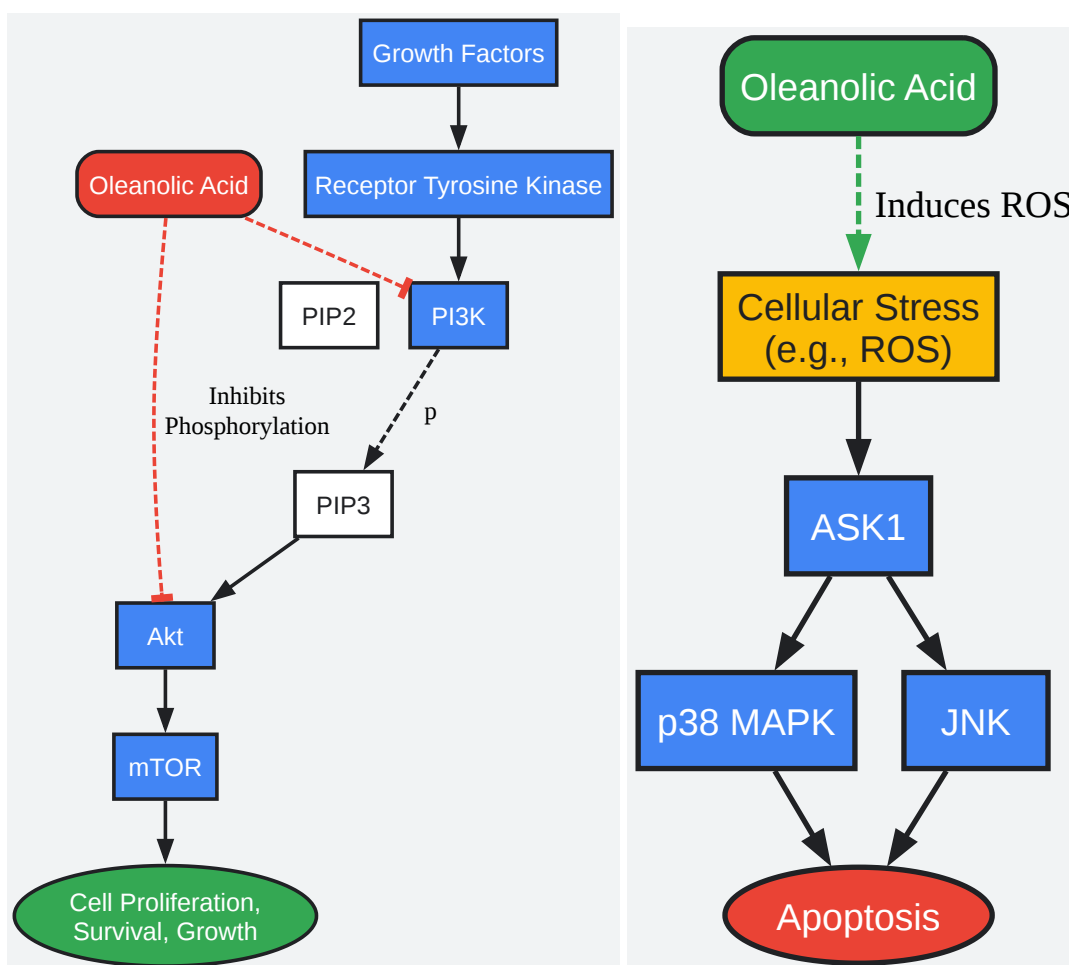 Growth Factors
Oleanolic Acid
Receptor Tyrosine Kinase
PIP2
PI3K
Inhibits
Phosphorylation
p
PIP3
Akt
mTOR
Cell Proliferation,
Survival, Growth
Oleanolic Acid
Induces ROS
Cellular Stress
(e.g., ROS)
ASK1
p38 MAPK
JNK
Apoptosis